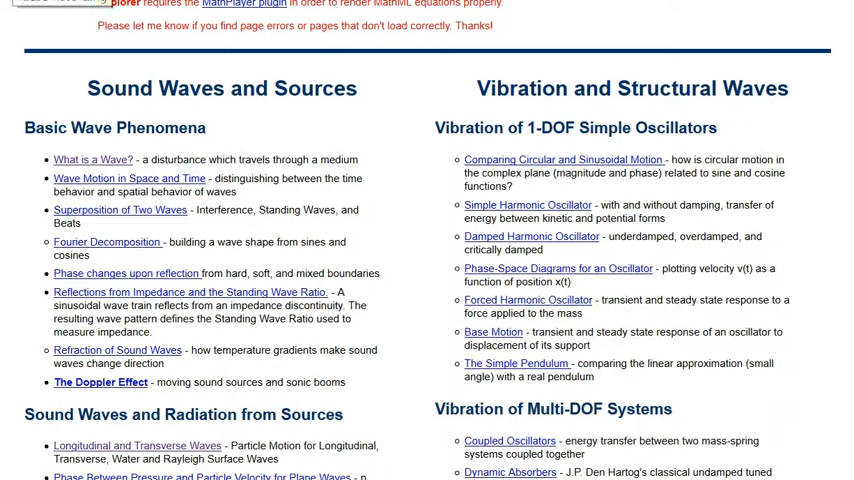 plorer requires the MathPlayer plugin in order to render MathML equations properly.
Please let me know if you find page errors or pages that don't load correctly. Thanks!
Sound Waves and Sources
Basic Wave Phenomena
• What is a Wave? - a disturbance which travels through a medium
• Wave Motion in Space and Time - distinguishing between the time
behavior and spatial behavior of waves
• Superposition of Two Waves - Interference, Standing Waves, and
Beats
○ Fourier Decomposition - building a wave shape from sines and
cosines
• Phase changes upon reflection from hard, soft, and mixed boundaries
• Reflections from Impedance and the Standing Wave Ratio. - A
sinusoidal wave train reflects from an impedance discontinuity. The
resulting wave pattern defines the Standing Wave Ratio used to
measure impedance.
○ Refraction of Sound Waves - how temperature gradients make sound
waves change direction
• The Doppler Effect - moving sound sources and sonic booms
Sound Waves and Radiation from Sources
• Longitudinal and Transverse Waves - Particle Motion for Longitudinal,
Transverse, Water and Rayleigh Surface Waves
• Phase Between Pressure and Particle Velocity for Plane Waves - p
Vibration and Structural Waves
Vibration of 1-DOF Simple Oscillators
○ Comparing Circular and Sinusoidal Motion - how is circular motion in
the complex plane (magnitude and phase) related to sine and cosine
functions?
○ Simple Harmonic Oscillator - with and without damping, transfer of
energy between kinetic and potential forms
○ Damped Harmonic Oscillator - underdamped, overdamped, and
critically damped
○ Phase-Space Diagrams for an Oscillator - plotting velocity v(t) as a
function of position x(t)
○ Forced Harmonic Oscillator - transient and steady state response to a
force applied to the mass
○ Base Motion - transient and steady state response of an oscillator to
displacement of its support
○ The Simple Pendulum - comparing the linear approximation (small
angle) with a real pendulum
Vibration of Multi-DOF Systems
○ Coupled Oscillators - energy transfer between two mass-spring
systems coupled together
○ Dynamic Absorbers - J.P. Den Hartog's classical undamped tuned